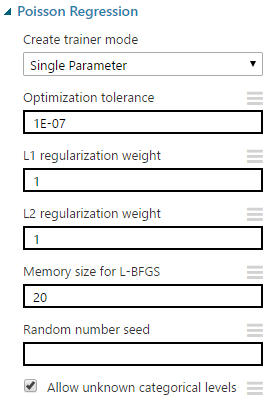 Poisson Regression
Create trainer mode
Single Parameter
Optimization tolerance
1E-07
L1 regularization weight
1
L2 regularization weight
1
Memory size for L-BFGS
20
Random number seed
Allow unknown categorical levels